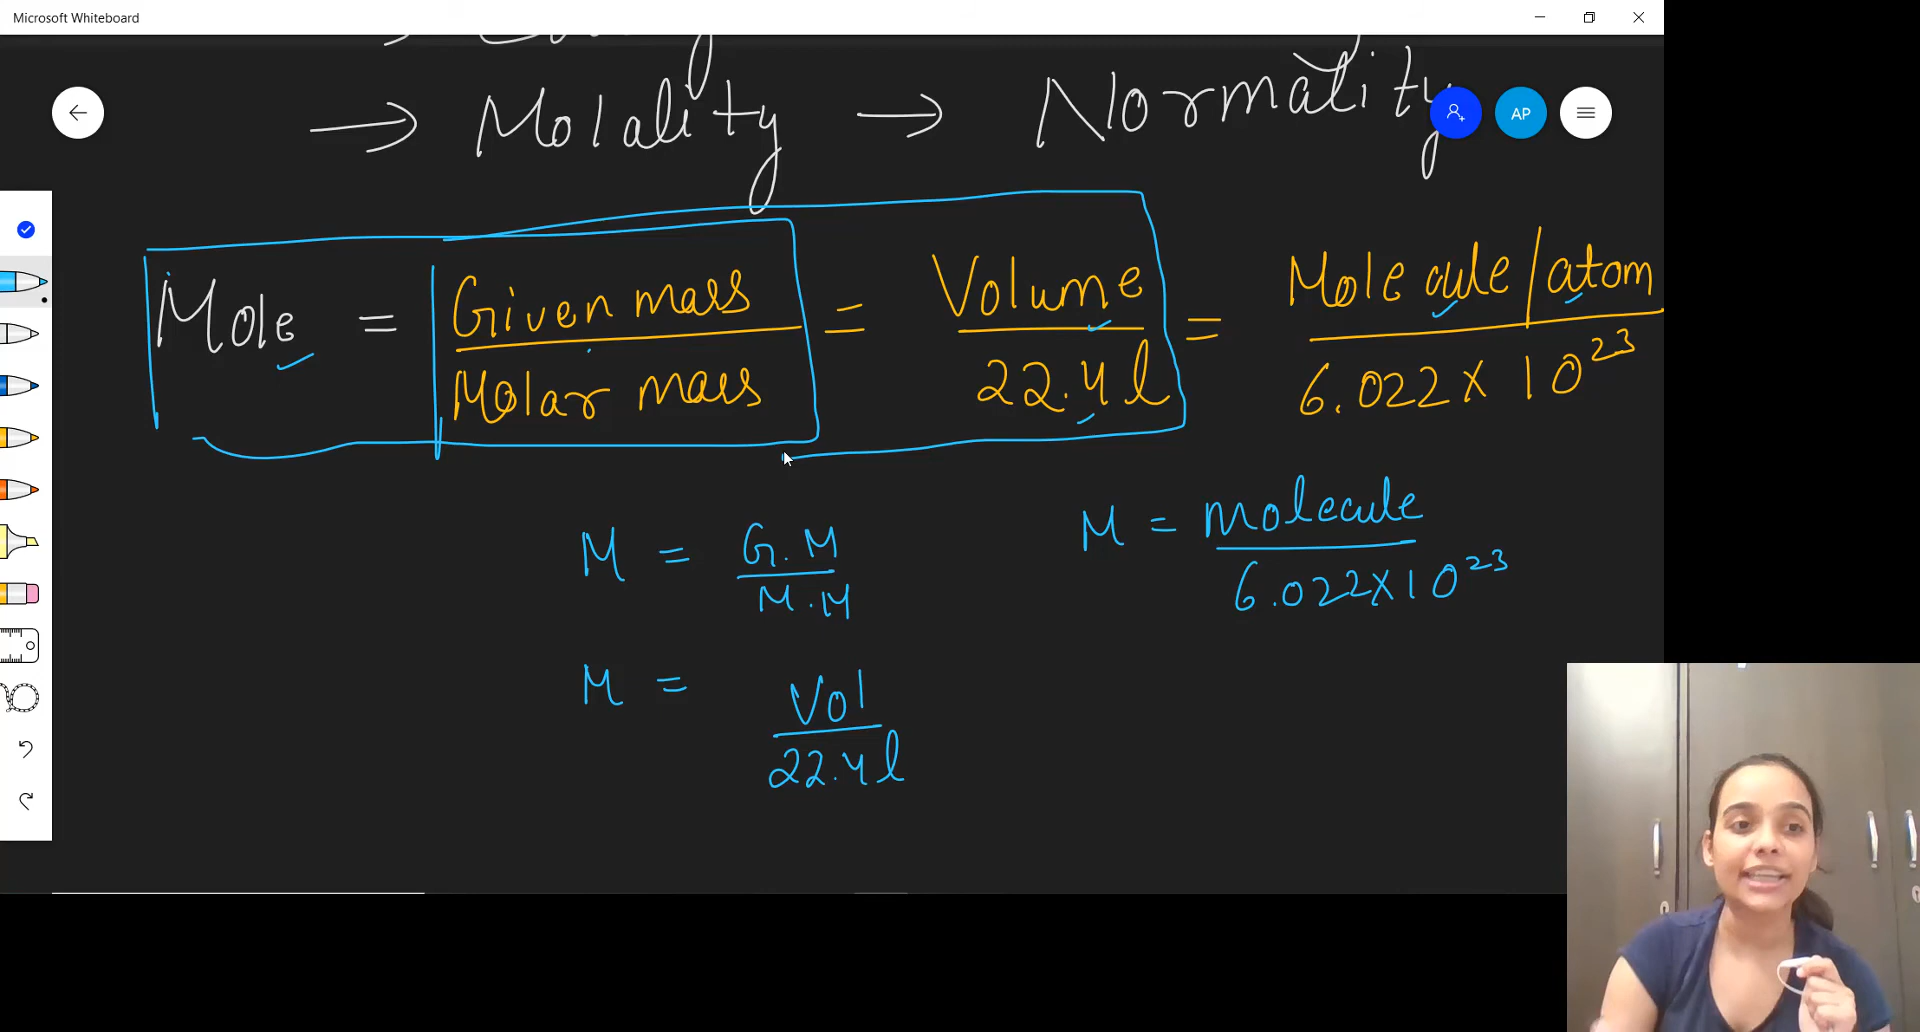 Microsoft Whiteboard
→ Molality → Normality
AP
Mole = Given mass / Molar mass = Volume / 22.4 l = Molecule/atom / 6.022 x 10^23
M = G.M / M.M
M = molecule / 6.022x10^23
M = Vol / 22.4 l